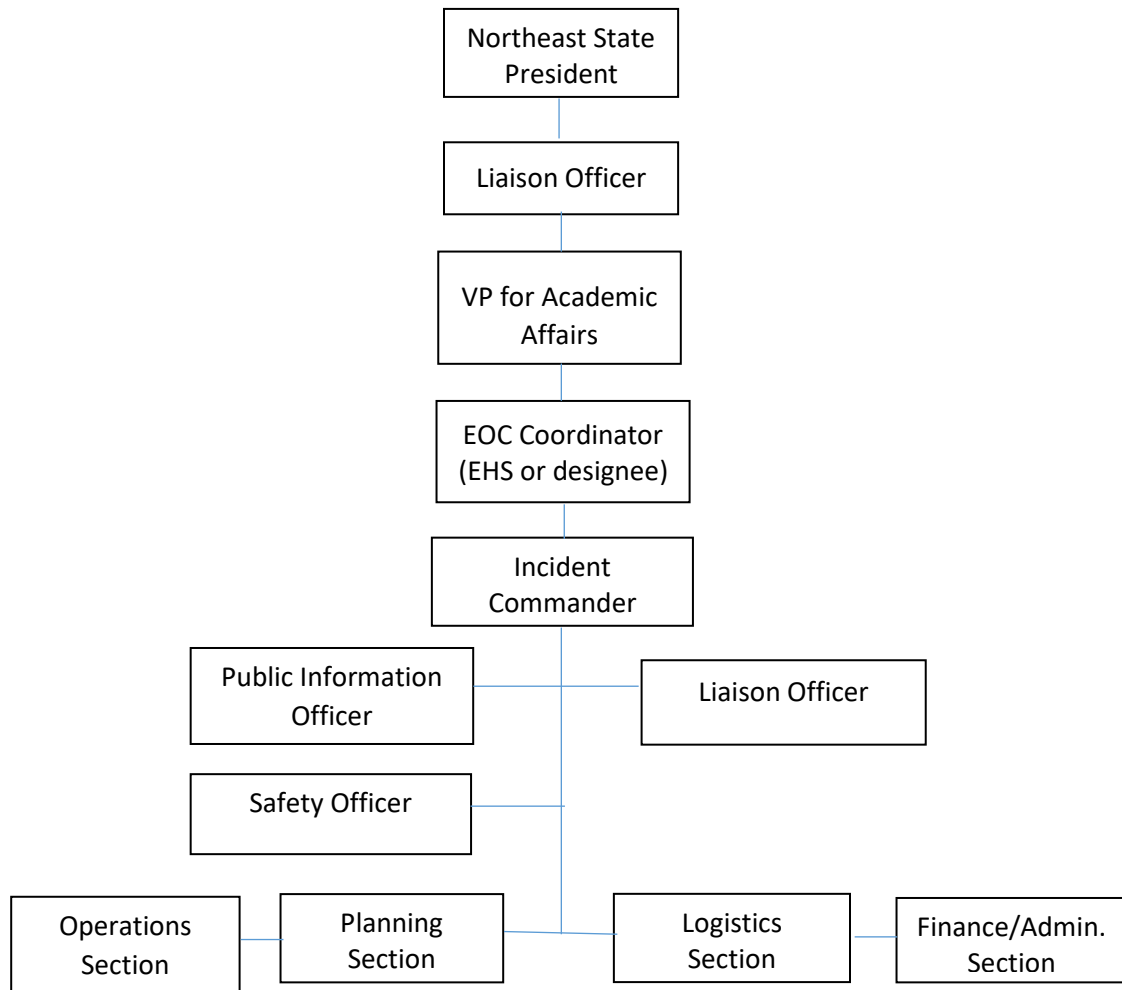 Northeast State
President
Liaison Officer
VP for Academic
Affairs
EOC Coordinator
(EHS or designee)
Incident
Commander
Public Information
Officer
Liaison Officer
Safety Officer
Operations
Section
Planning
Section
Logistics
Section
Finance/Admin.
Section